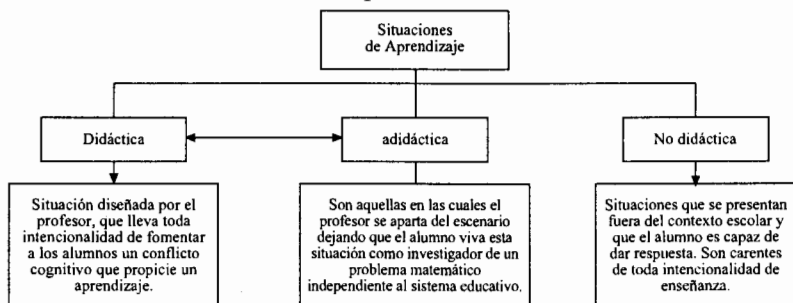 Situaciones
de Aprendizaje
Didáctica
adidáctica
No didáctica
Situación diseñada por el
profesor, que lleva toda
intencionalidad de fomentar
a los alumnos un conflicto
cognitivo que propicie un
aprendizaje.
Son aquellas en las cuales el
profesor se aparta del escenario
dejando que el alumno viva esta
situación como investigador de un
problema matemático
independiente al sistema educativo.
Situaciones que se presentan
fuera del contexto escolar y
que el alumno es capaz de
dar respuesta. Son carentes
de toda intencionalidad de
enseñanza.